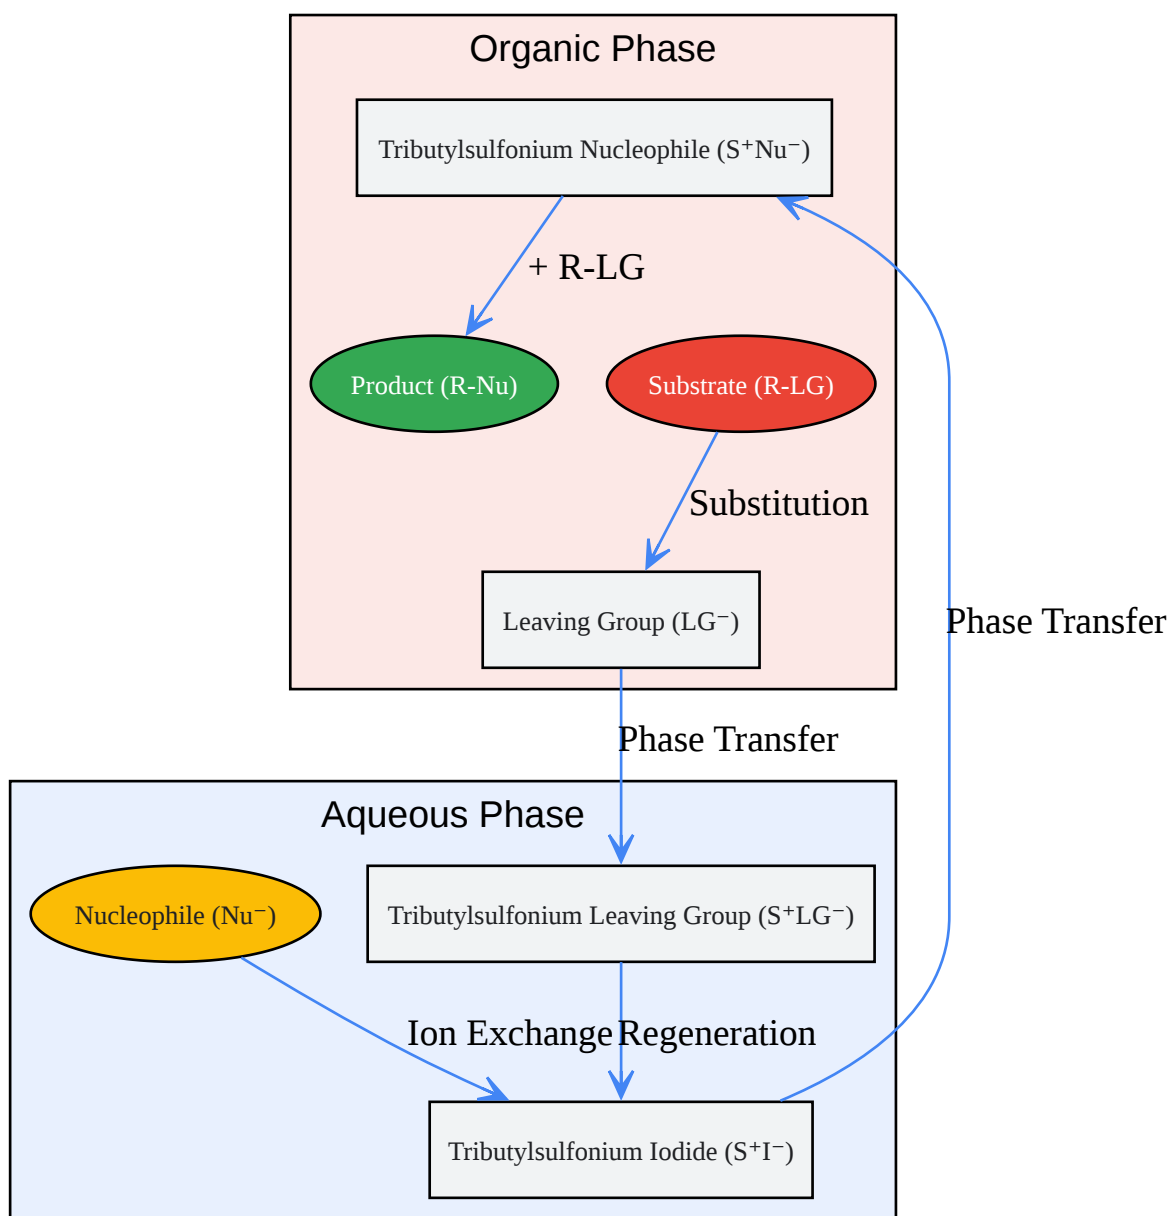 Organic Phase
Tributylsulfonium Nucleophile (S⁺Nu⁻)
+ R-LG
Product (R-Nu)
Substrate (R-LG)
Substitution
Leaving Group (LG⁻)
Phase Transfer
Phase Transfer
Aqueous Phase
Nucleophile (Nu⁻)
Tributylsulfonium Leaving Group (S⁺LG⁻)
Ion Exchange
Regeneration
Tributylsulfonium Iodide (S⁺I⁻)